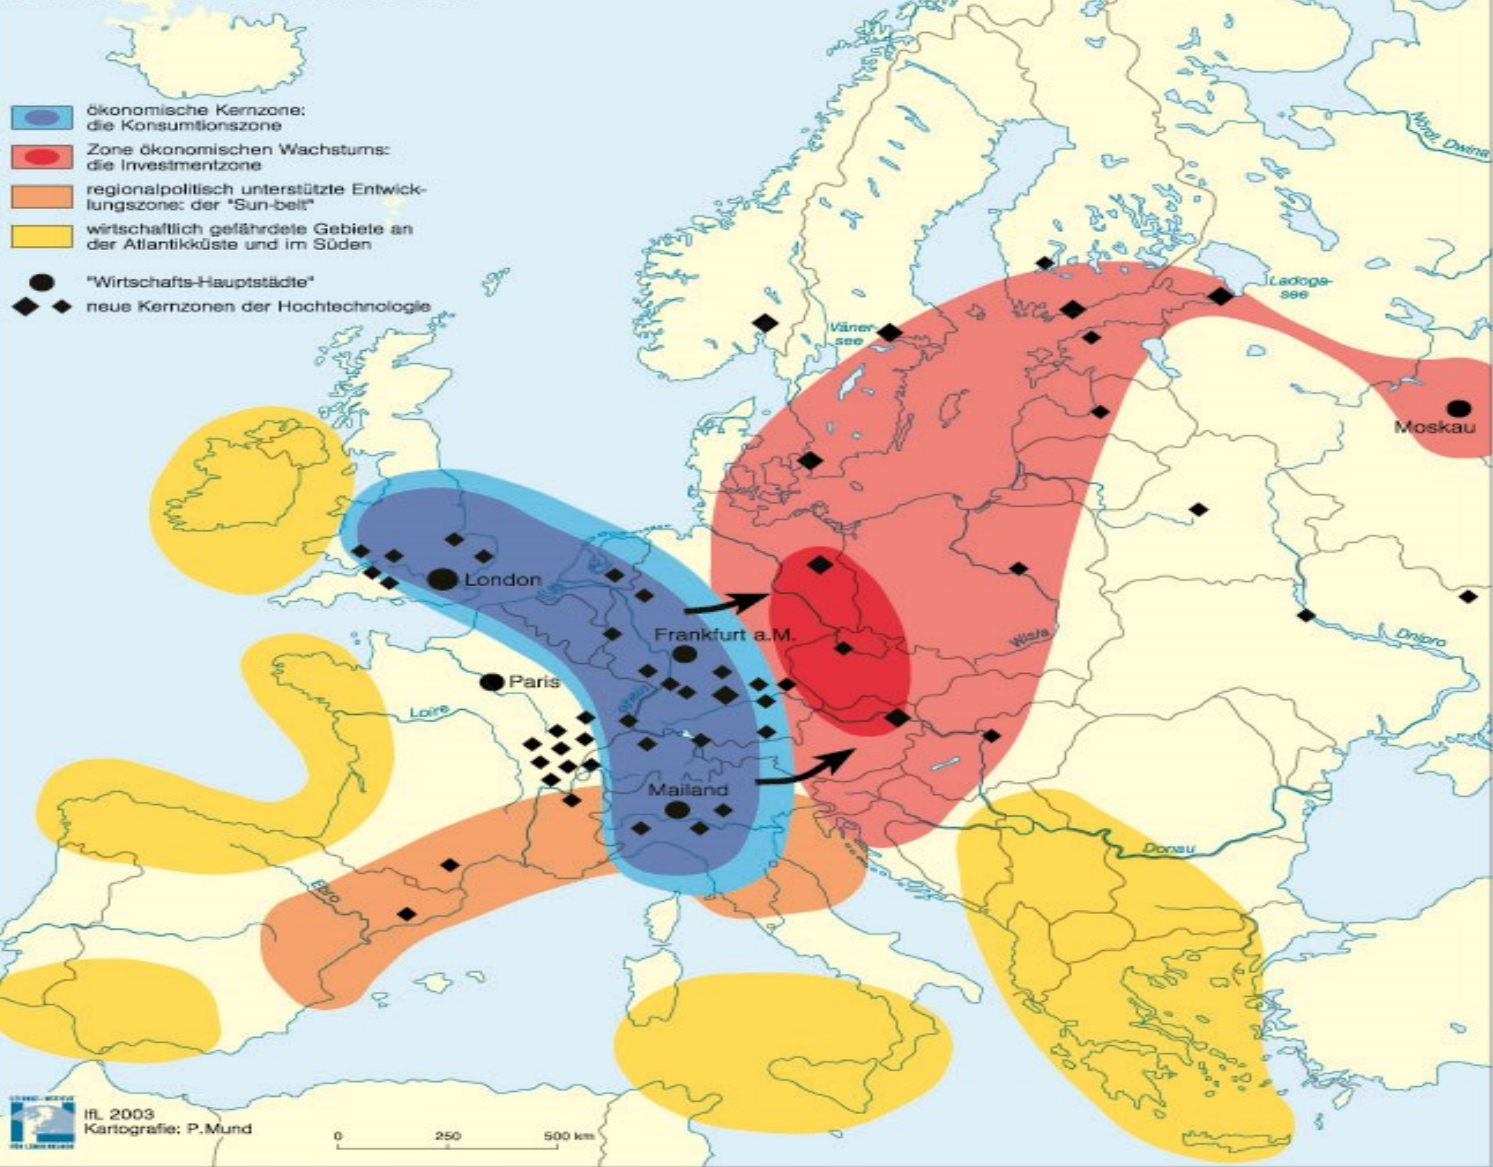 ökonomische Kernzone:
die Konsumtionszone
Zone ökonomischen Wachstums:
die Investmentzone
regionalpolitisch unterstützte Entwick-
lungszone: der "Sun-belt"
wirtschaftlich gefährdete Gebiete an
der Atlantikküste und im Süden
"Wirtschafts-Hauptstädte"
neue Kernzonen der Hochtechnologie
Nördl. Dwina
Ladoga-
see
Väner-
see
Moskau
London
Frankfurt a.M.
Wisła
Dnipro
Paris
Rhein
Loire
Mailand
Donau
Ebro
IfL 2003
Kartografie: P.Mund
0 250 500 km